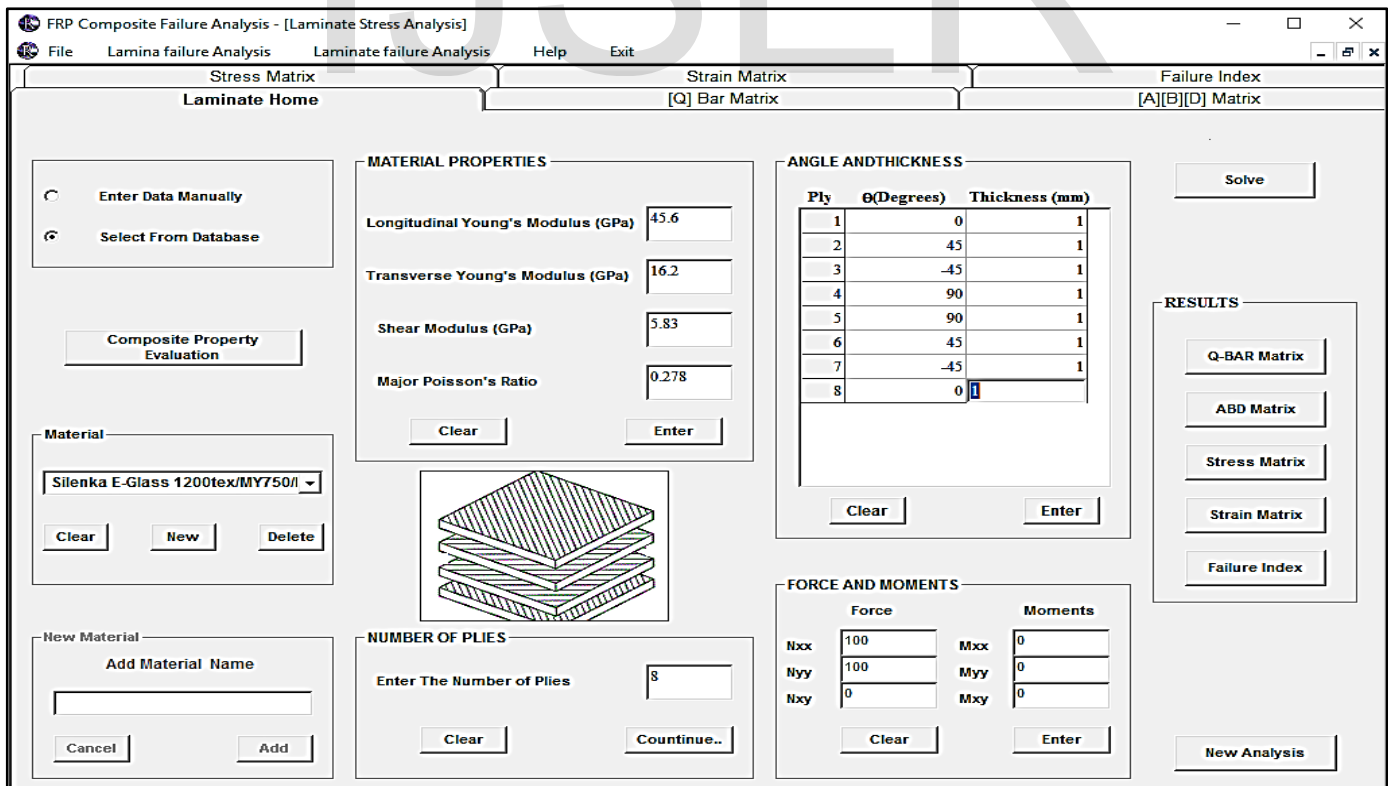 IJSER
FRP Composite Failure Analysis - [Laminate Stress Analysis]
File Lamina failure Analysis Laminate failure Analysis Help Exit
Stress Matrix Strain Matrix Failure Index
Laminate Home [Q] Bar Matrix [A][B][D] Matrix
Enter Data Manually
Select From Database
Composite Property
Evaluation
Material
Silenka E-Glass 1200tex/MY750/
Clear New Delete
New Material
Add Material Name
Cancel Add
MATERIAL PROPERTIES
Longitudinal Young's Modulus (GPa) 45.6
Transverse Young's Modulus (GPa) 16.2
Shear Modulus (GPa) 5.83
Major Poisson's Ratio 0.278
Clear Enter
NUMBER OF PLIES
Enter The Number of Plies 8
Clear Countinue..
ANGLE ANDTHICKNESS
Ply Θ(Degrees) Thickness (mm)
1 0 1
2 45 1
3 -45 1
4 90 1
5 90 1
6 45 1
7 -45 1
8 0 1
Clear Enter
FORCE AND MOMENTS
Force Moments
Nxx 100 Mxx 0
Nyy 100 Myy 0
Nxy 0 Mxy 0
Clear Enter
Solve
RESULTS
Q-BAR Matrix
ABD Matrix
Stress Matrix
Strain Matrix
Failure Index
New Analysis